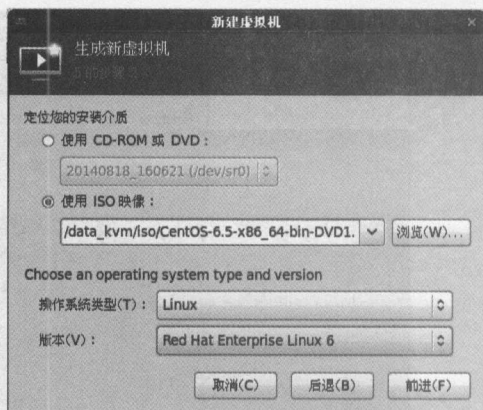 新建虚拟机
生成新虚拟机
定位您的安装介质
使用 CD-ROM 或 DVD：
20140818_160621 (/dev/sr0)
使用 ISO 映像：
/data_kvm/iso/CentOS-6.5-x86_64-bin-DVD1.
浏览(W)...
Choose an operating system type and version
操作系统类型(T)： Linux
版本(V)： Red Hat Enterprise Linux 6
取消(C) 后退(B) 前进(F)